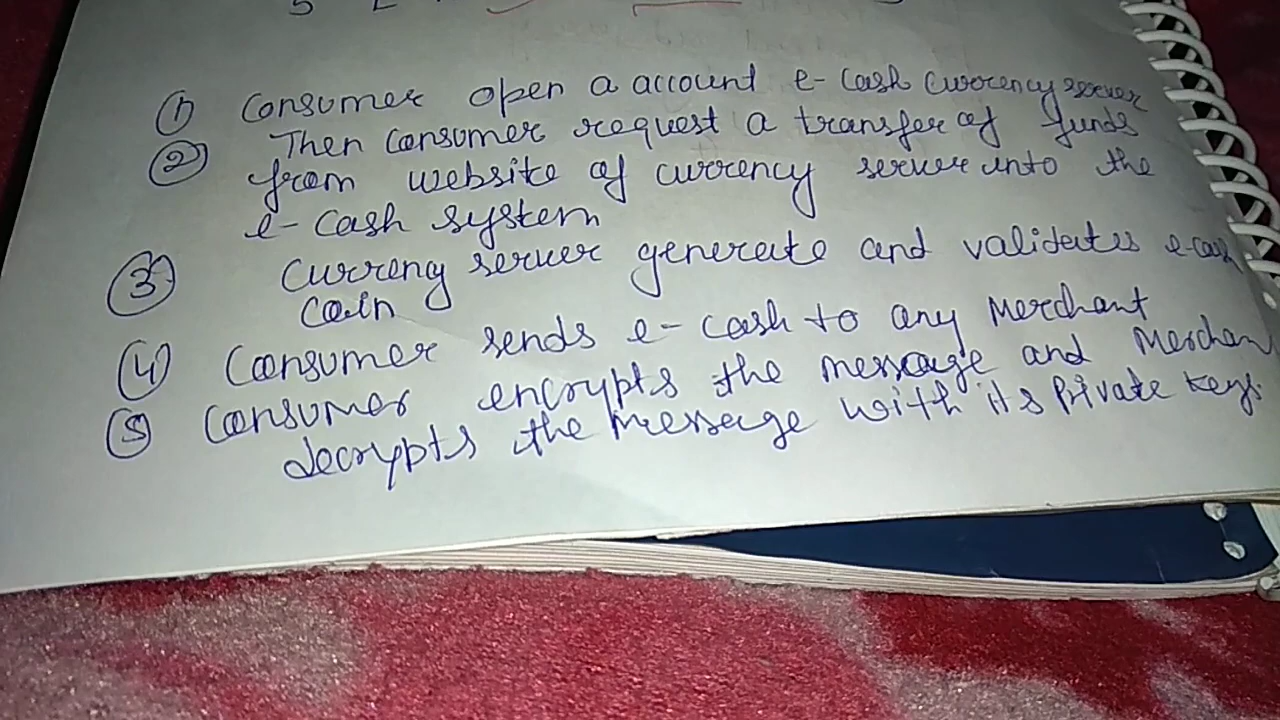 ① Consumer open a account e-cash currency server
② Then consumer request a transfer of funds
from website of currency server into the
e-cash system
③ Curreny server generate and validates e-cash
coin
④ Consumer sends e-cash to any Merchant
⑤ Consumer encrypts the message and Merchan
decrypts the message with its Private keys.